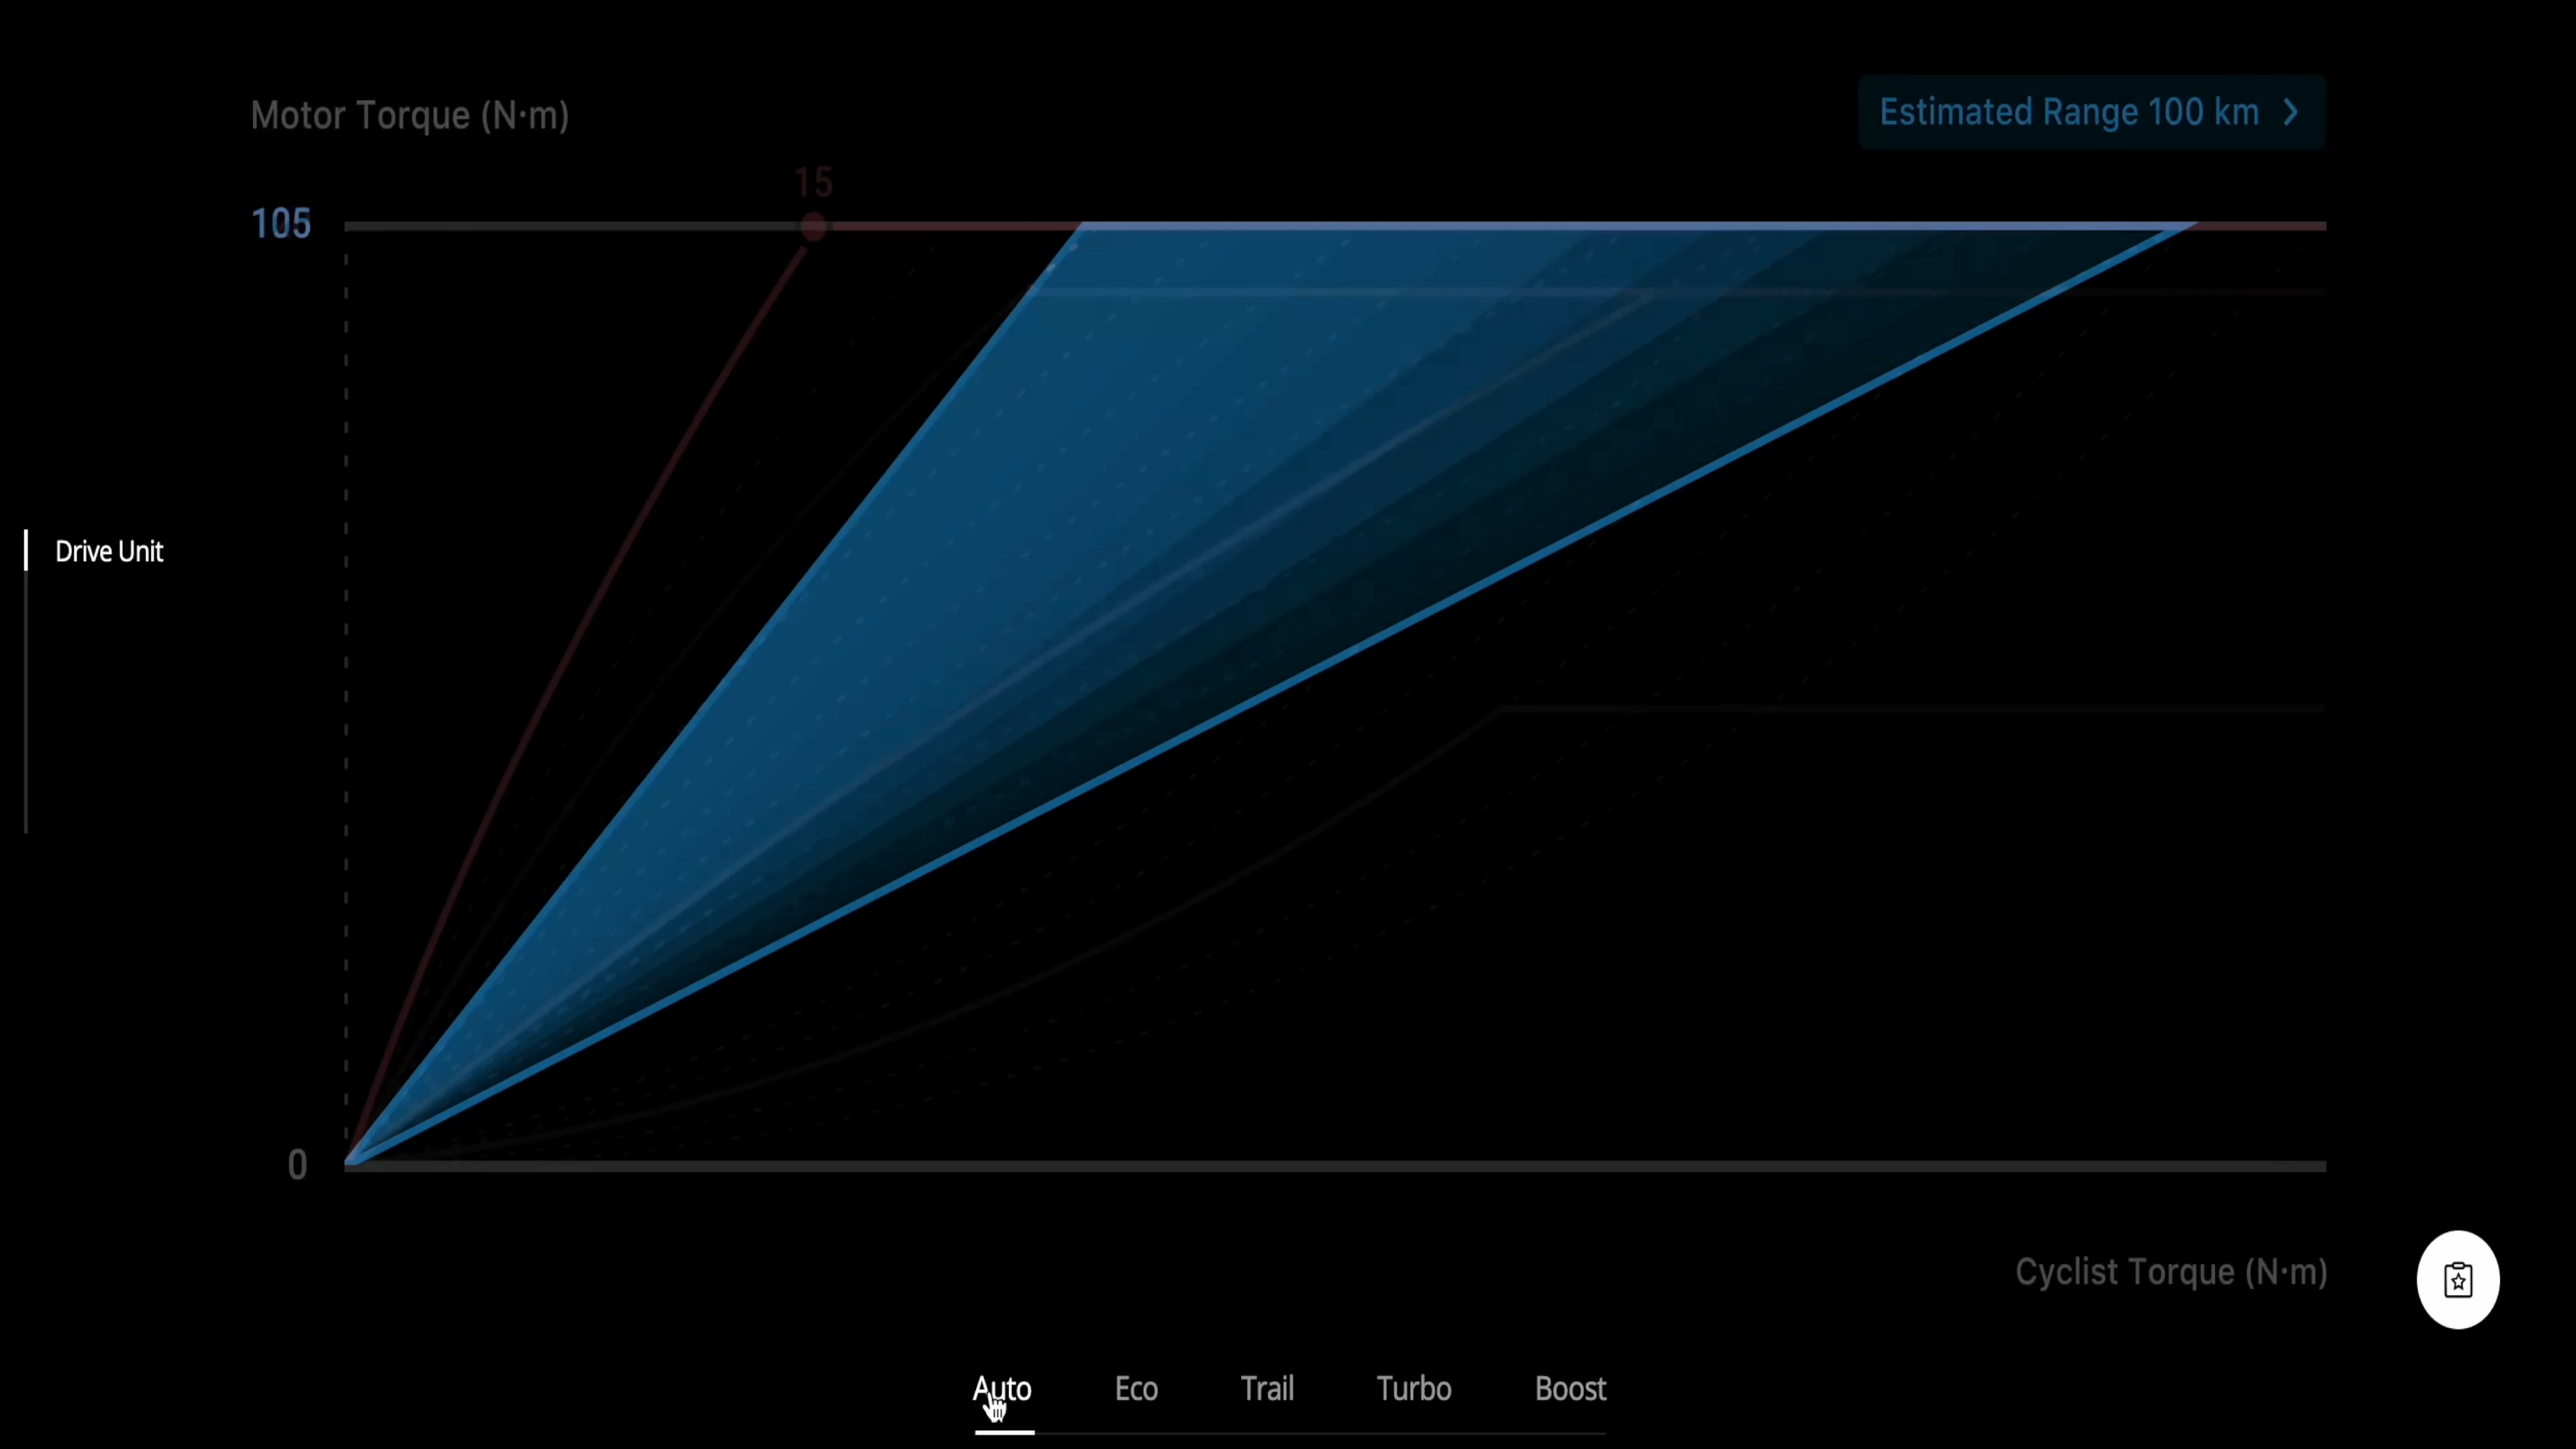 Motor Torque (N·m)
Estimated Range 100 km
15
105
Drive Unit
0
Cyclist Torque (N·m)
Auto
Eco
Trail
Turbo
Boost